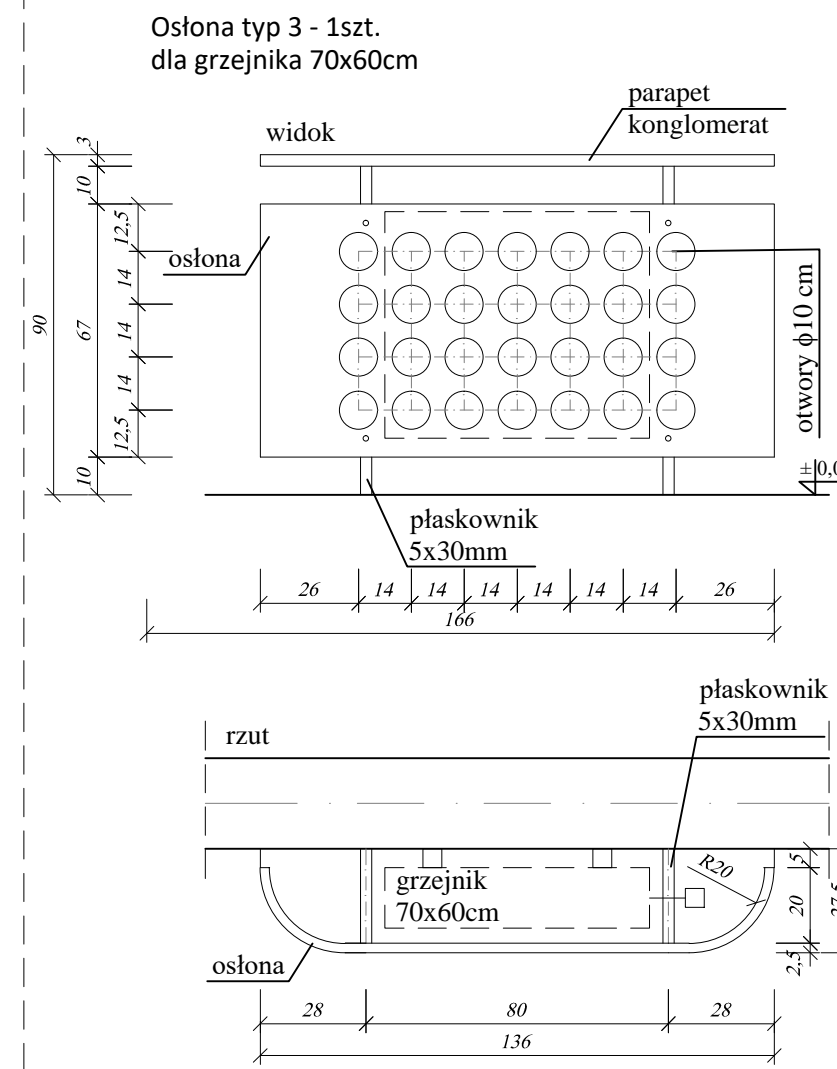 Osłona typ 3 - 1szt.
dla grzejnika 70x60cm
parapet
konglomerat
widok
3
10
12,5
osłona
14
90
67
14
14
12,5
10
otwory ϕ10 cm
płaskownik
5x30mm
26 14 14 14 14 14 14 26
166
płaskownik
5x30mm
rzut
grzejnik
70x60cm
R20
5
20
2,5
osłona
28 80 28
136